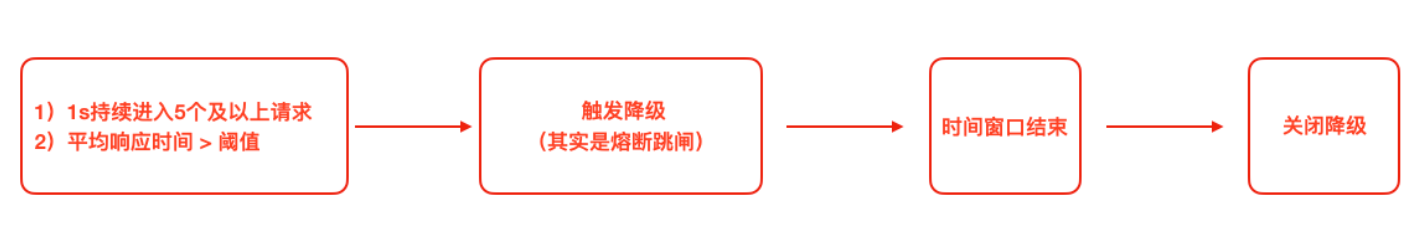 1）1s持续进入5个及以上请求
2）平均响应时间 > 阈值
触发降级
（其实是熔断跳闸）
时间窗口结束
关闭降级